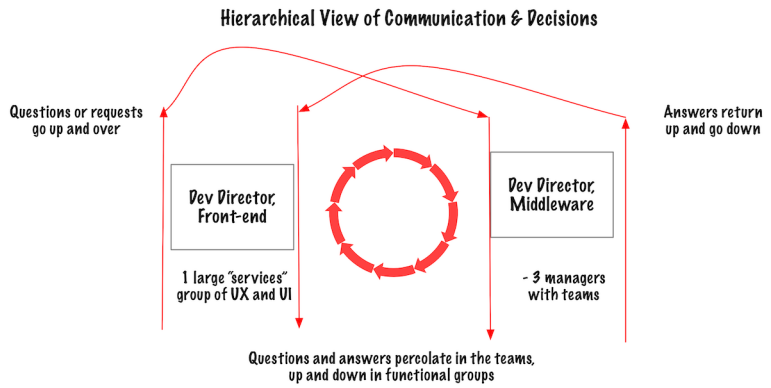 Hierarchical View of Communication & Decisions
Questions or requests
go up and over
Answers return
up and go down
Dev Director,
Front-end
Dev Director,
Middleware
1 large "services"
group of UX and UI
- 3 managers
with teams
Questions and answers percolate in the teams,
up and down in functional groups